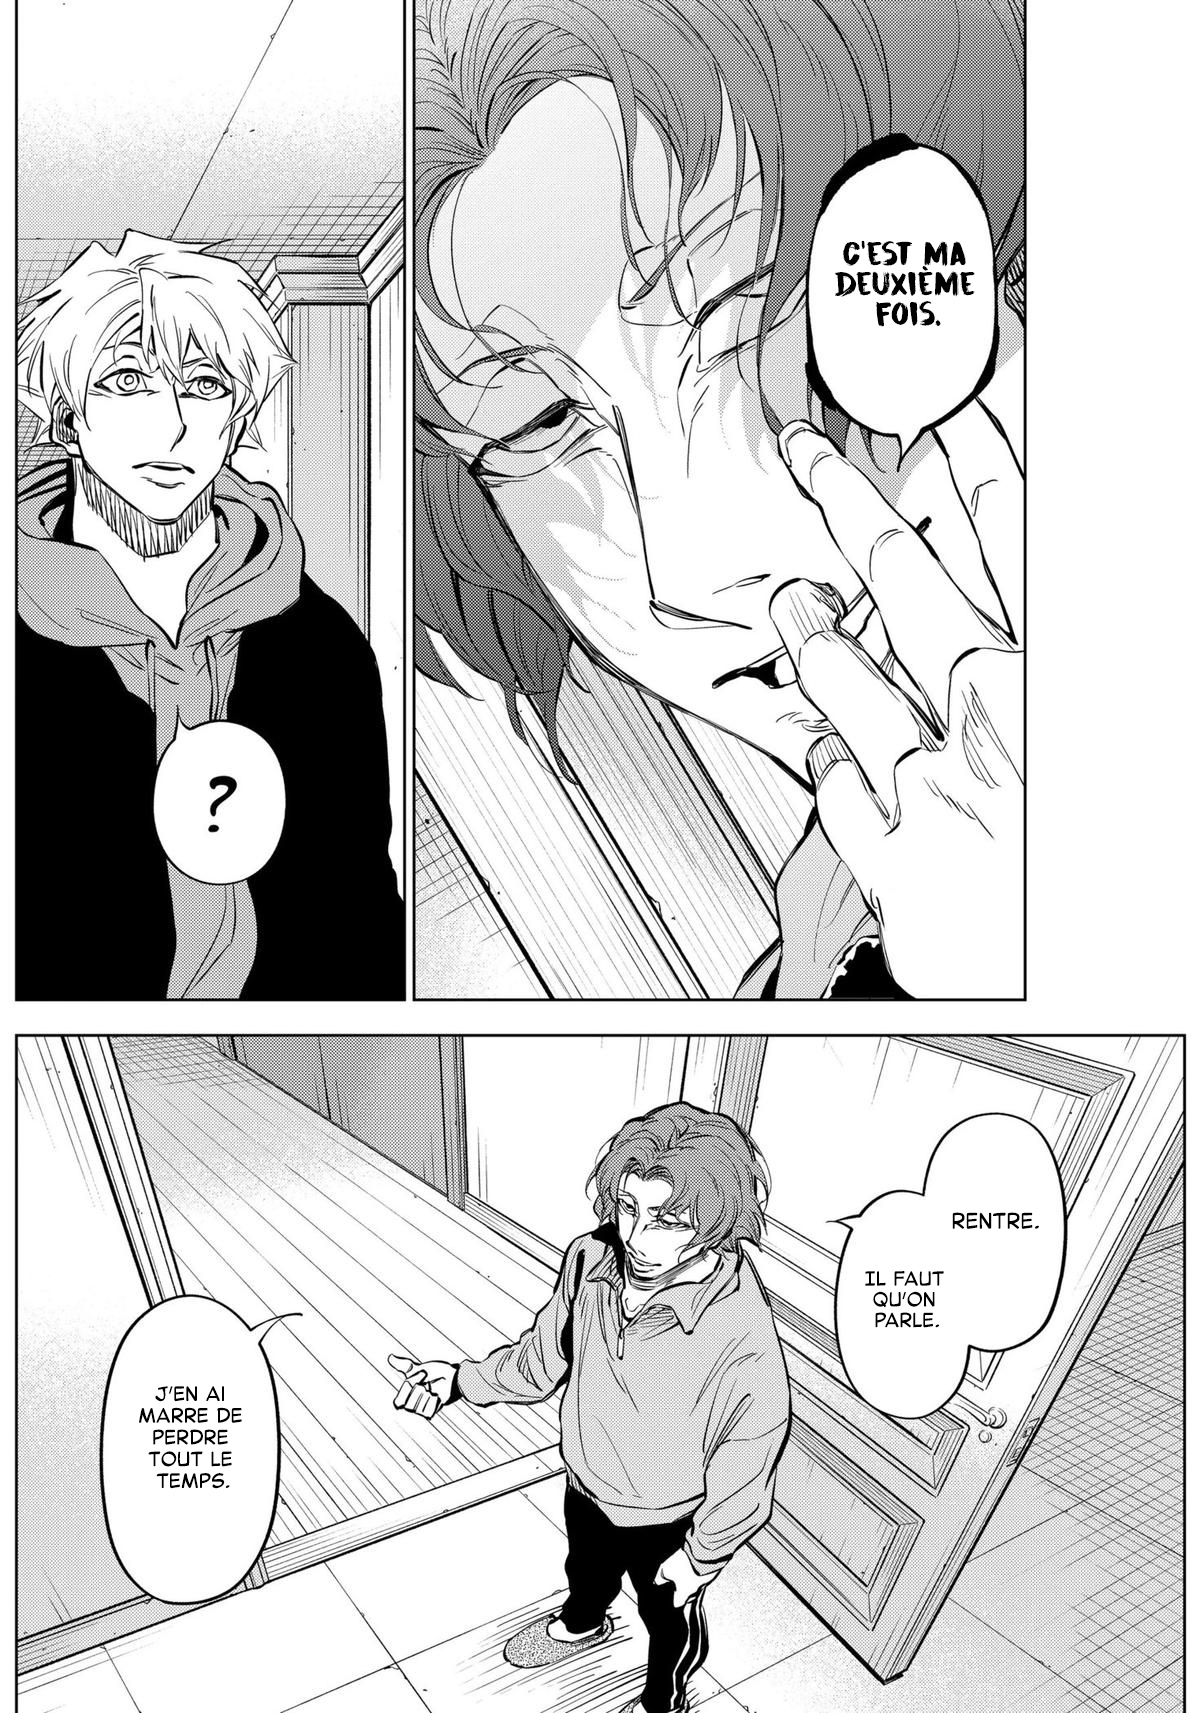 C'EST MA
DEUXIÈME
FOIS.
?
RENTRE.
IL FAUT
QU'ON
PARLE.
J'EN AI
MARRE DE
PERDRE
TOUT LE
TEMPS.